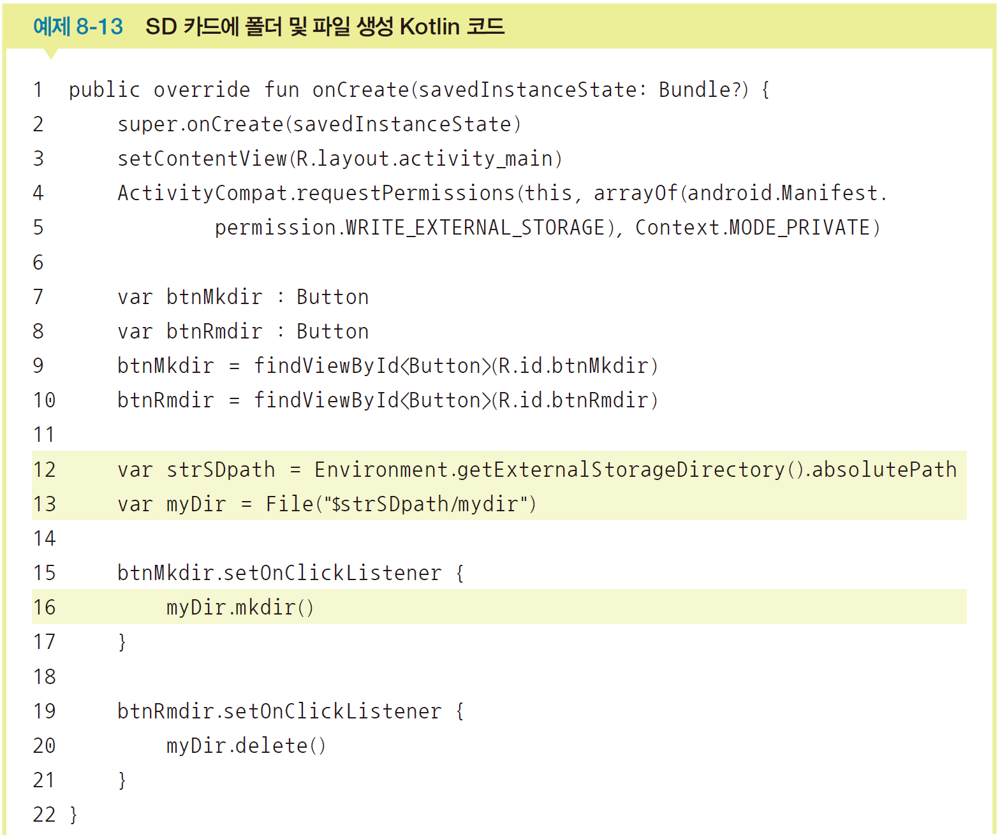 예제 8-13 SD 카드에 폴더 및 파일 생성 Kotlin 코드
1 public override fun onCreate(savedInstanceState: Bundle?) {
2 super.onCreate(savedInstanceState)
3 setContentView(R.layout.activity_main)
4 ActivityCompat.requestPermissions(this, arrayOf(android.Manifest.
5 permission.WRITE_EXTERNAL_STORAGE), Context.MODE_PRIVATE)
6
7 var btnMkdir : Button
8 var btnRmdir : Button
9 btnMkdir = findViewById<Button>(R.id.btnMkdir)
10 btnRmdir = findViewById<Button>(R.id.btnRmdir)
11
12 var strSDpath = Environment.getExternalStorageDirectory().absolutePath
13 var myDir = File("$strSDpath/mydir")
14
15 btnMkdir.setOnClickListener {
16 myDir.mkdir()
17 }
18
19 btnRmdir.setOnClickListener {
20 myDir.delete()
21 }
22 }